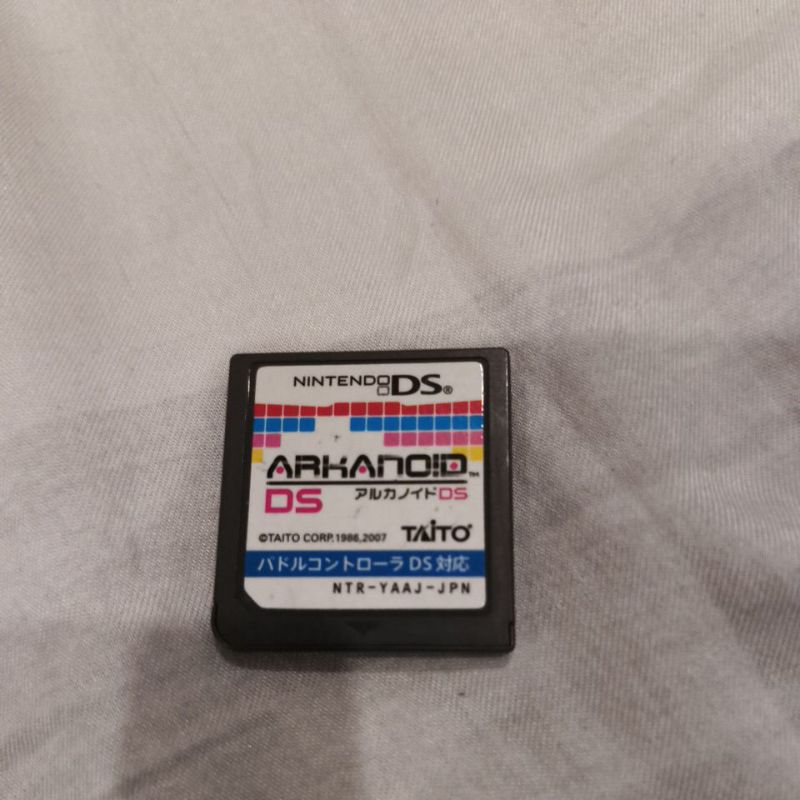 NINTENDO DS®
ARKANOID™
DS アルカノイドDS
©TAITO CORP.1986,2007 TAITO®
パドルコントローラ DS 対応
NTR-YAAJ-JPN